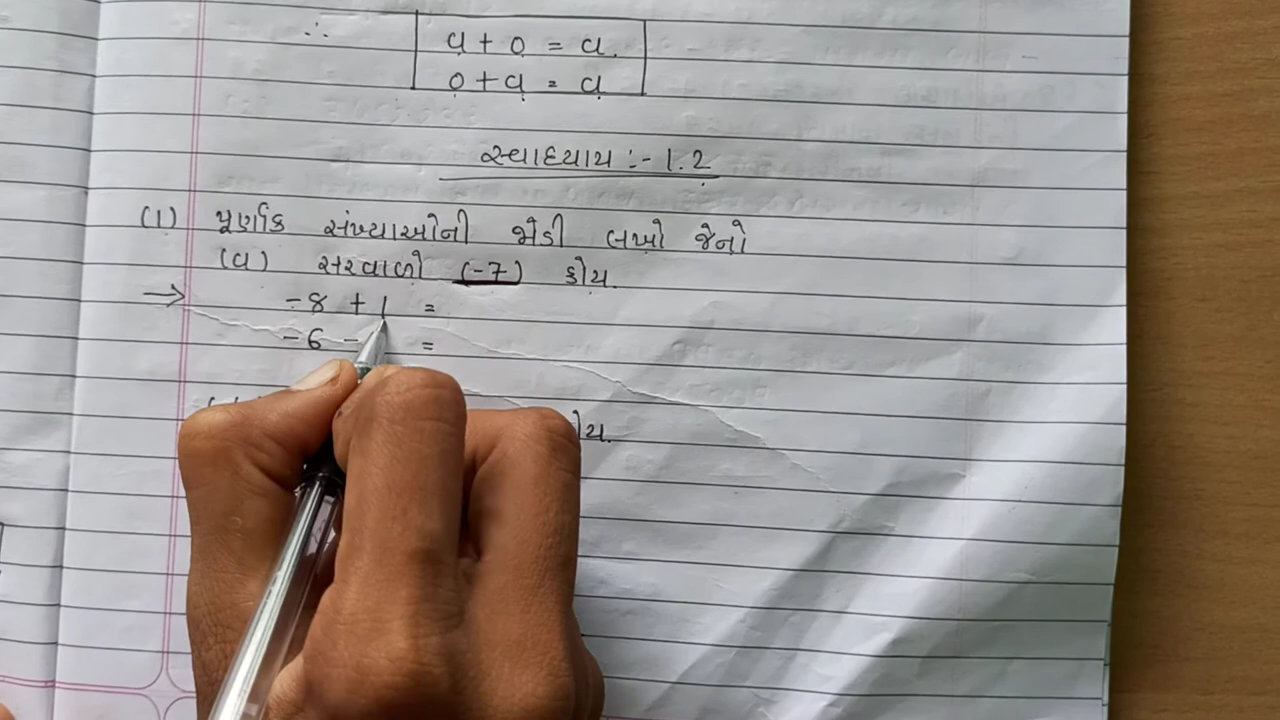 ∴ a + 0 = a.
0 + a = a
સ્વાધ્યાય :- 1.2
(1) પૂર્ણાંક સંખ્યાઓની જોડી લખો જેનો
(a) સરવાળો (-7) હોય.
→ -8 + 1 =
-6 - =
હોય.